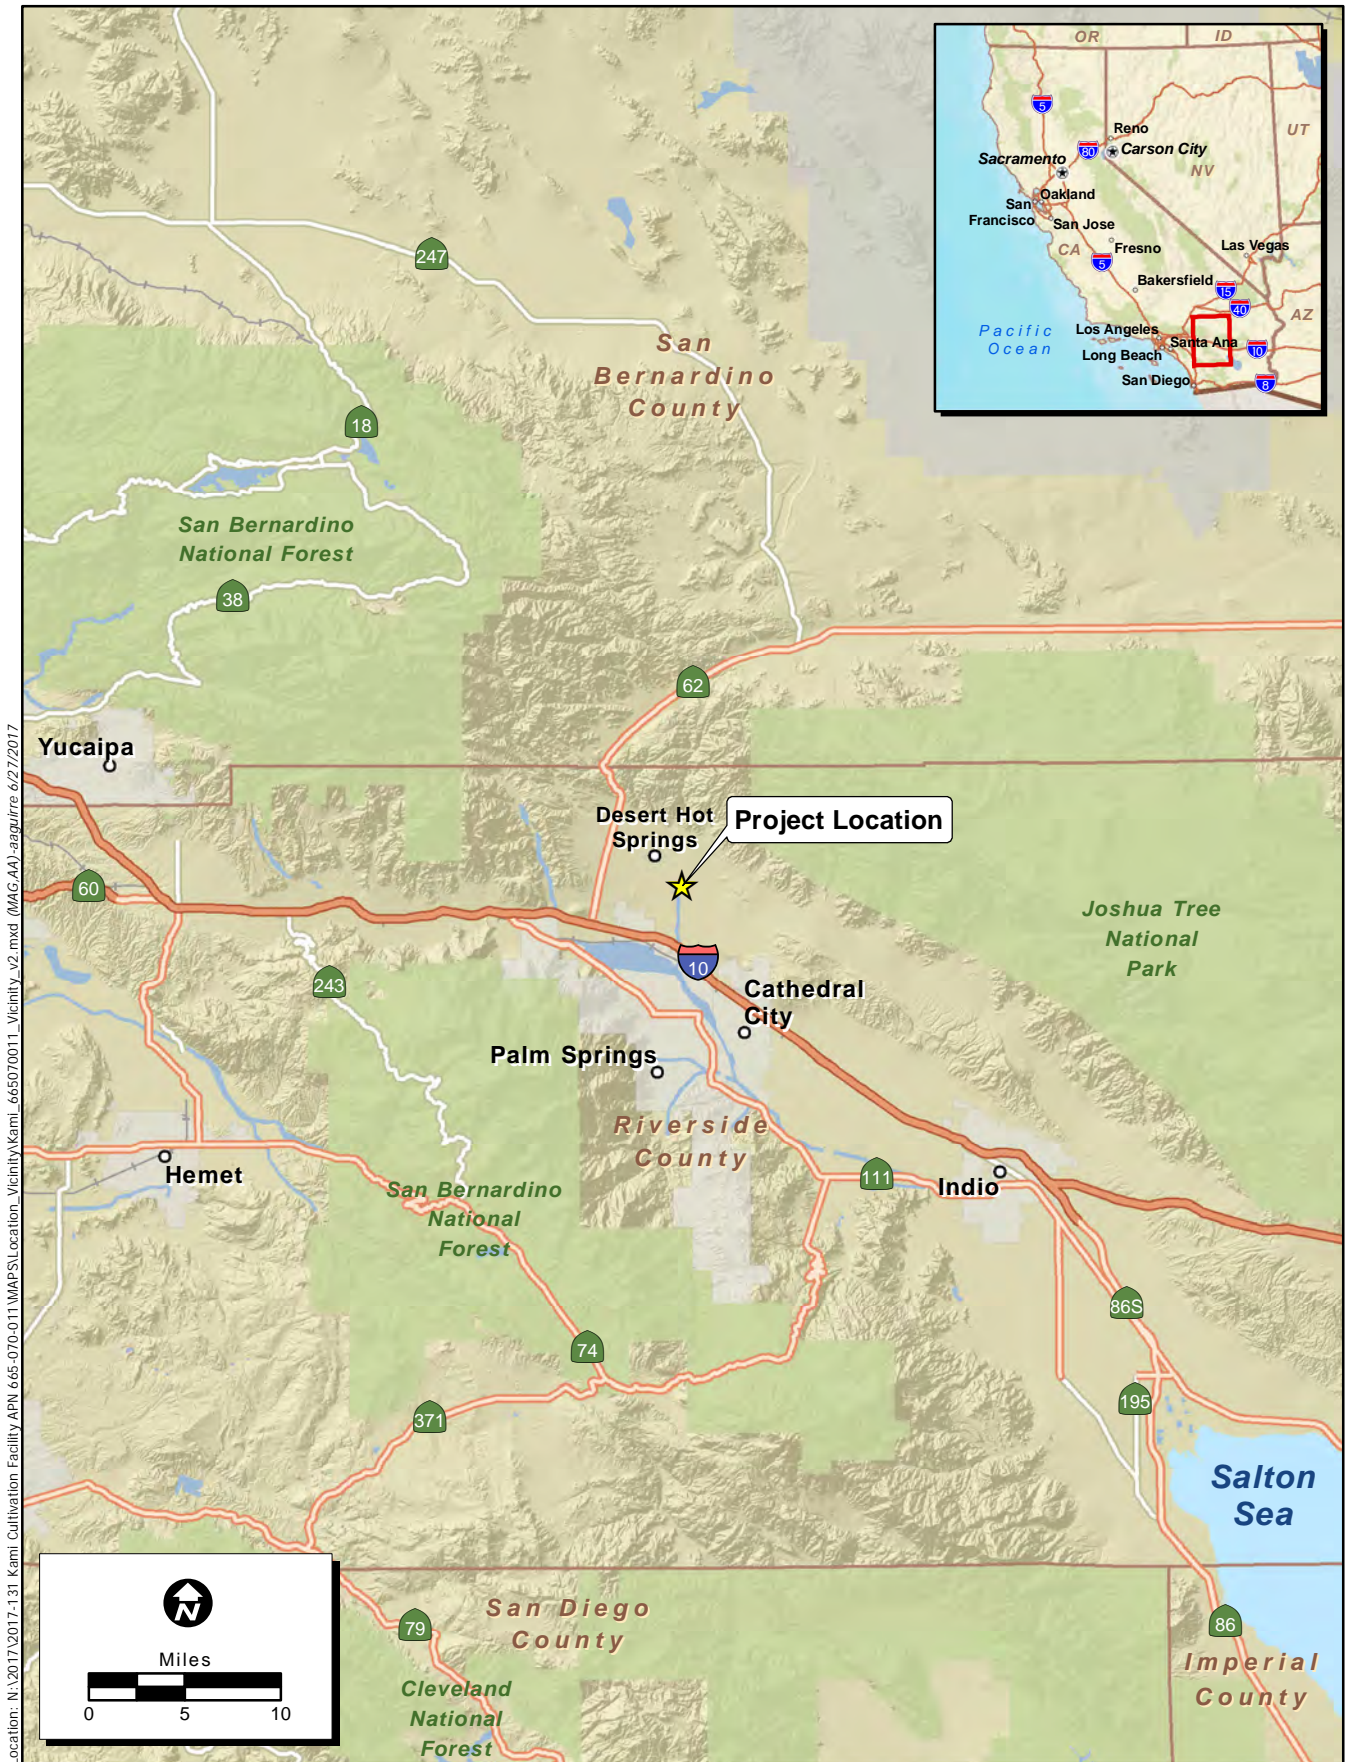 OR
ID
5
Reno
UT
80
Carson City
Sacramento
NV
Oakland
San
Francisco
San Jose
CA
Fresno
Las Vegas
5
Bakersfield
15
40
AZ
Pacific
Ocean
Los Angeles
Santa Ana
10
Long Beach
San Diego
8
247
San
Bernardino
County
18
San Bernardino
National Forest
38
62
Yucaipa
Desert Hot
Springs
Project Location
60
Joshua Tree
National
Park
10
243
Cathedral
City
Palm Springs
Riverside
County
Hemet
111
Indio
San Bernardino
National
Forest
86S
74
195
371
Salton
Sea
San Diego
County
79
86
Imperial
County
Cleveland
National
Forest
N
Miles
0 5 10
ocation: N:\2017\2017-131 Kami Cultivation Facility APN 665-070-011\MAPS\Location_Vicinity\Kami_665070011_Vicinity_v2.mxd (MAG,AA)-aaguirre 6/27/2017